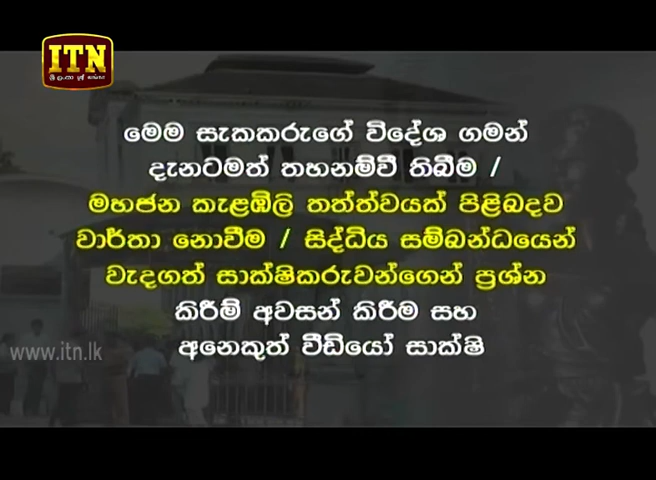 ITN
ශ්‍රී ලංකා
මෙම සැකකරුගේ විදේශ ගමන්
දැනටමත් තහනම්වී තිබීම /
මහජන කැළඹිලි තත්ත්වයක් පිළිබදව
වාර්තා නොවීම / සිද්ධිය සම්බන්ධයෙන්
වැදගත් සාක්ෂිකරුවන්ගෙන් ප්‍රශ්න
කිරීම් අවසන් කිරීම සහ
අනෙකුත් වීඩියෝ සාක්ෂි
www.itn.lk